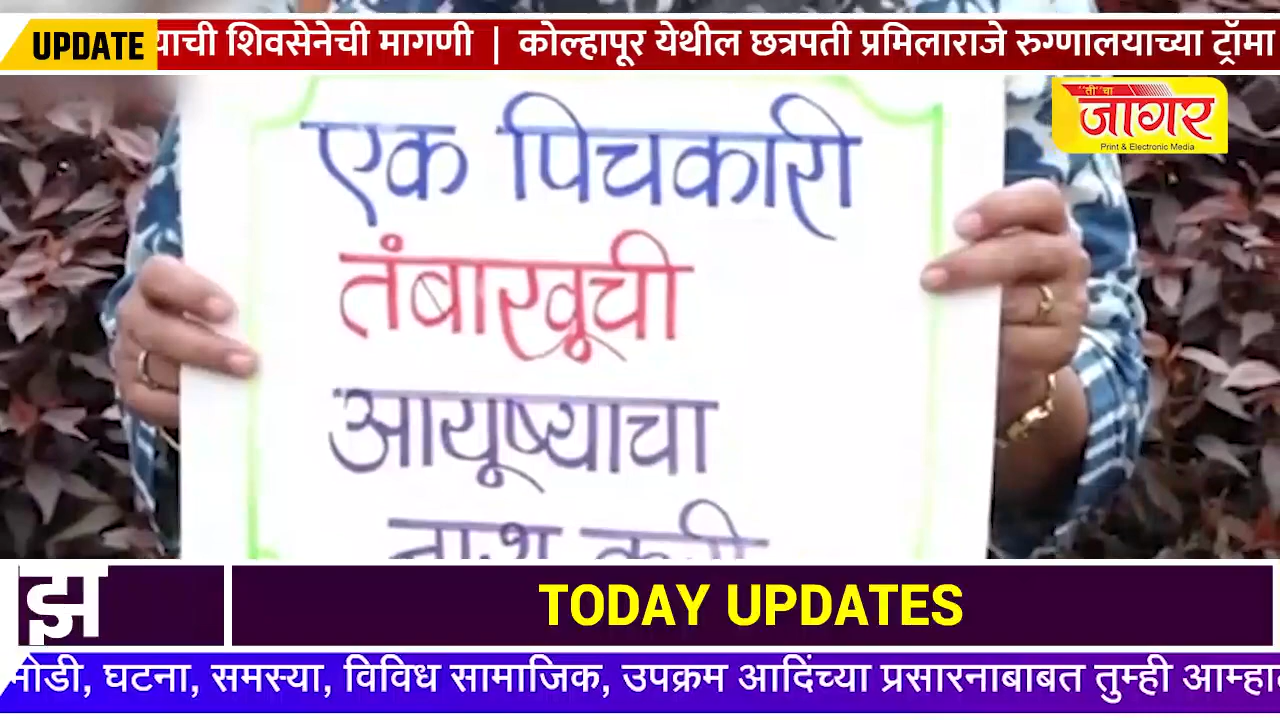 UPDATE
याची शिवसेनेची मागणी | कोल्हापूर येथील छत्रपती प्रमिलाराजे रुग्णालयाच्या ट्रॉमा
"ती" चा
जागर
Print & Electronic Media
एक पिचकारी
तंबाखूची
आयूष्याचा
झ
TODAY UPDATES
मोडी, घटना, समस्या, विविध सामाजिक, उपक्रम आदिंच्या प्रसारनाबाबत तुम्ही